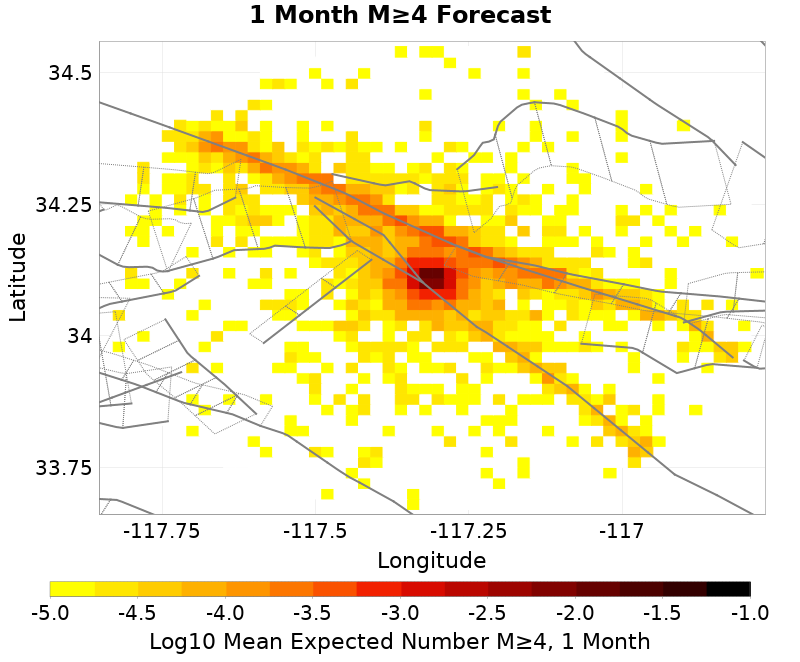 1 Month M≥4 Forecast
34.5
34.25
34
33.75
Latitude
-117.75 -117.5 -117.25 -117
Longitude
-5.0 -4.5 -4.0 -3.5 -3.0 -2.5 -2.0 -1.5 -1.0
Log10 Mean Expected Number M≥4, 1 Month